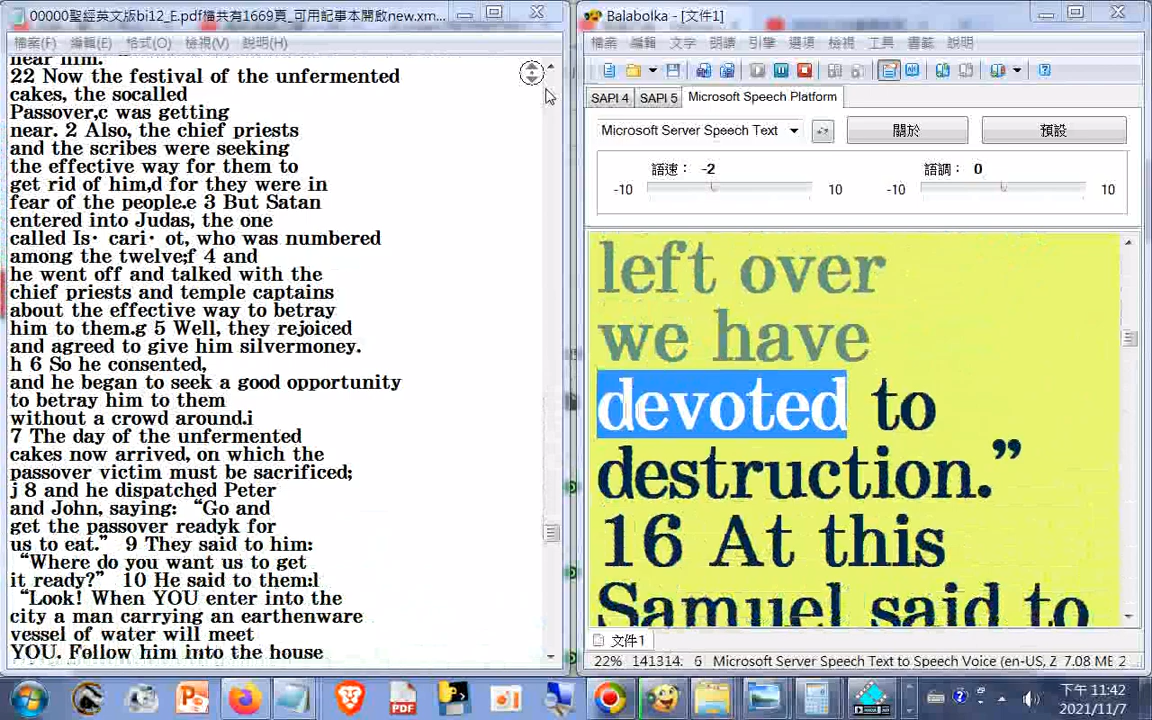 00000聖經英文版bi12_E.pdf檔共有1669頁_可用記事本開啟new.xm...
檔案(F) 編輯(E) 格式(O) 檢視(V) 說明(H)
near him.”
22 Now the festival of the unfermented
cakes, the socalled
Passover,c was getting
near. 2 Also, the chief priests
and the scribes were seeking
the effective way for them to
get rid of him,d for they were in
fear of the people.e 3 But Satan
entered into Judas, the one
called Is· cari· ot, who was numbered
among the twelve;f 4 and
he went off and talked with the
chief priests and temple captains
about the effective way to betray
him to them.g 5 Well, they rejoiced
and agreed to give him silvermoney.
h 6 So he consented,
and he began to seek a good opportunity
to betray him to them
without a crowd around.i
7 The day of the unfermented
cakes now arrived, on which the
passover victim must be sacrificed;
j 8 and he dispatched Peter
and John, saying: “Go and
get the passover readyk for
us to eat.” 9 They said to him:
“Where do you want us to get
it ready?” 10 He said to them:l
“Look! When YOU enter into the
city a man carrying an earthenware
vessel of water will meet
YOU. Follow him into the house
Balabolka - [文件1]
檔案 編輯 文字 朗讀 引擎 選項 檢視 工具 書籤 說明
SAPI 4 SAPI 5 Microsoft Speech Platform
Microsoft Server Speech Text 關於 預設
語速： -2 語調： 0
-10 10 -10 10
left over
we have
devoted to
destruction.”
16 At this
Samuel said to
文件1
22% 141314. 6 Microsoft Server Speech Text to Speech Voice (en-US, Z 7.08 ME 2
PDF
下午 11:42
2021/11/7